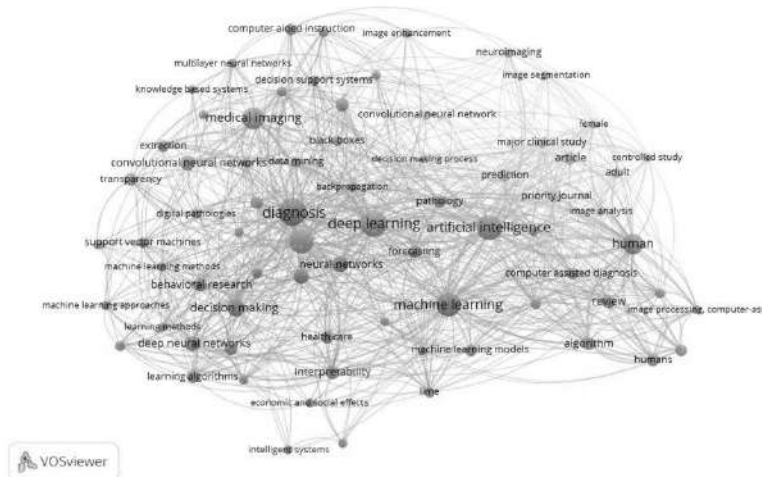 computer aided instruction
image enhancement
neuroimaging
multilayer neural networks
image segmentation
decision support systems
knowledge based systems
convolutional neural network
medical imaging
female
black boxes
major clinical study
extraction
article
controlled study
convolutional neural networks
data mining
decision making process
adult
prediction
transparency
backpropagation
priority journal
pathology
digital pathologies
diagnosis
image analysis
deep learning
artificial intelligence
support vector machines
human
forecasting
machine learning methods
neural networks
computer assisted diagnosis
behavioral research
machine learning approaches
decision making
machine learning
review
image processing, computer-as
learning methods
health care
deep neural networks
machine learning models
algorithm
humans
learning algorithms
interpretability
lime
economic and social effects
intelligent systems
VOSviewer